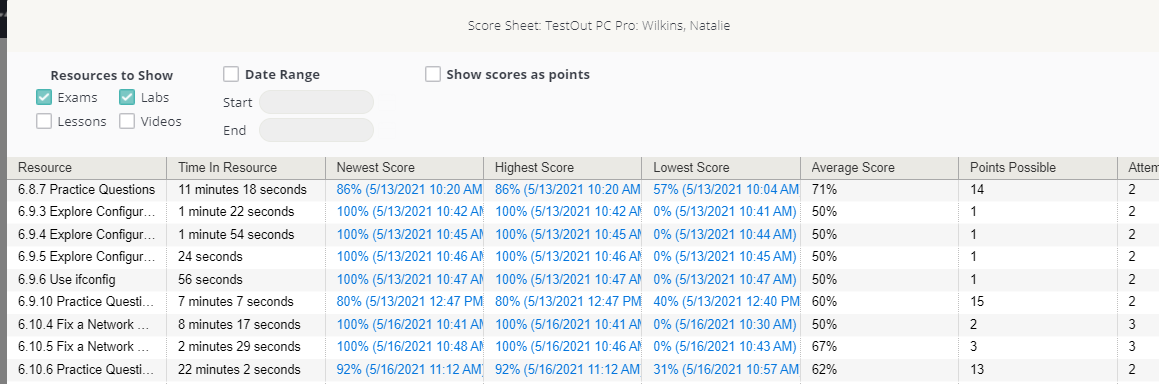 Score Sheet: TestOut PC Pro: Wilkins, Natalie
Resources to Show Date Range Show scores as points
Exams Labs Start
Lessons Videos End
Resource Time In Resource Newest Score Highest Score Lowest Score Average Score Points Possible Attem
6.8.7 Practice Questions 11 minutes 18 seconds 86% (5/13/2021 10:20 AM 86% (5/13/2021 10:20 AM 57% (5/13/2021 10:04 AM 71% 14 2
6.9.3 Explore Configur... 1 minute 22 seconds 100% (5/13/2021 10:42 AM 100% (5/13/2021 10:42 AM 0% (5/13/2021 10:41 AM) 50% 1 2
6.9.4 Explore Configur... 1 minute 54 seconds 100% (5/13/2021 10:45 AM 100% (5/13/2021 10:45 AM 0% (5/13/2021 10:44 AM) 50% 1 2
6.9.5 Explore Configur... 24 seconds 100% (5/13/2021 10:46 AM 100% (5/13/2021 10:46 AM 0% (5/13/2021 10:45 AM) 50% 1 2
6.9.6 Use ifconfig 56 seconds 100% (5/13/2021 10:47 AM 100% (5/13/2021 10:47 AM 0% (5/13/2021 10:47 AM) 50% 1 2
6.9.10 Practice Questi... 7 minutes 7 seconds 80% (5/13/2021 12:47 PM 80% (5/13/2021 12:47 PM 40% (5/13/2021 12:40 PM 60% 15 2
6.10.4 Fix a Network ... 8 minutes 17 seconds 100% (5/16/2021 10:41 AM 100% (5/16/2021 10:41 AM 0% (5/16/2021 10:30 AM) 50% 2 3
6.10.5 Fix a Network ... 2 minutes 29 seconds 100% (5/16/2021 10:48 AM 100% (5/16/2021 10:46 AM 0% (5/16/2021 10:43 AM) 67% 3 3
6.10.6 Practice Questi... 22 minutes 2 seconds 92% (5/16/2021 11:12 AM) 92% (5/16/2021 11:12 AM) 31% (5/16/2021 10:57 AM 62% 13 2